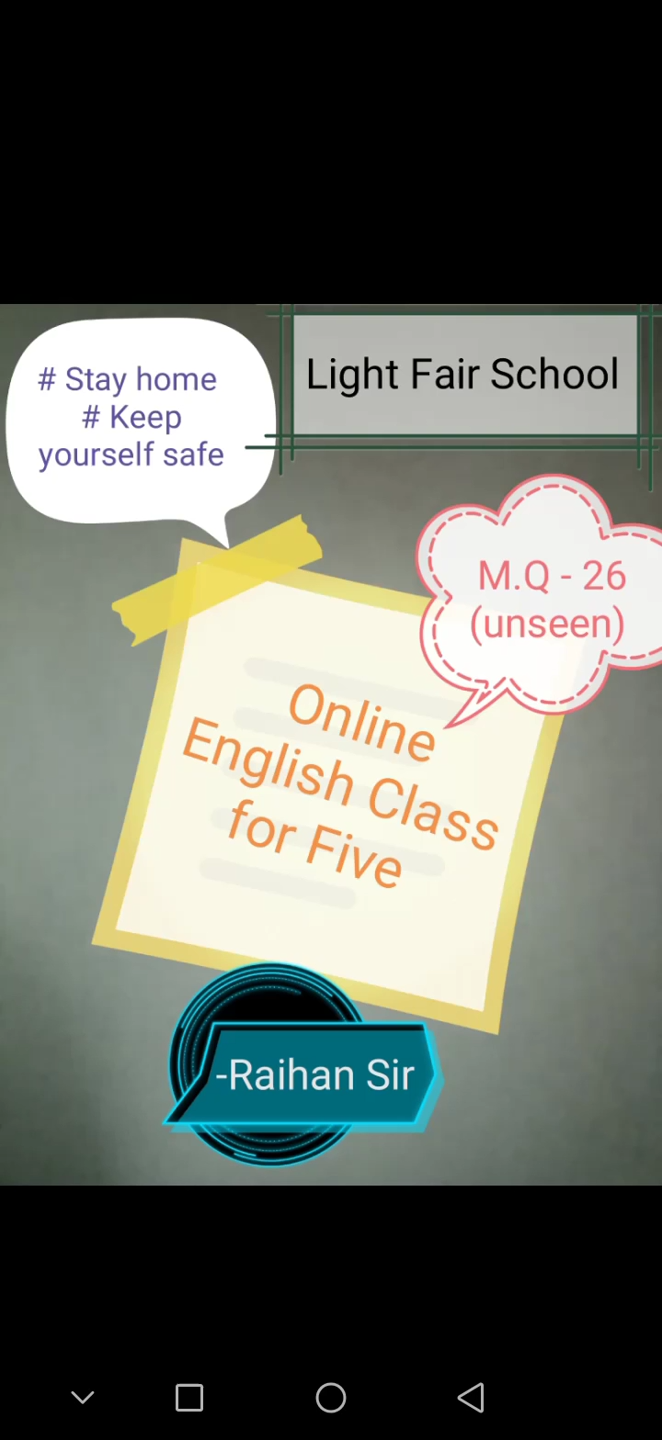 # Stay home
# Keep
yourself safe
Light Fair School
M.Q - 26
(unseen)
Online
English Class
for Five
-Raihan Sir